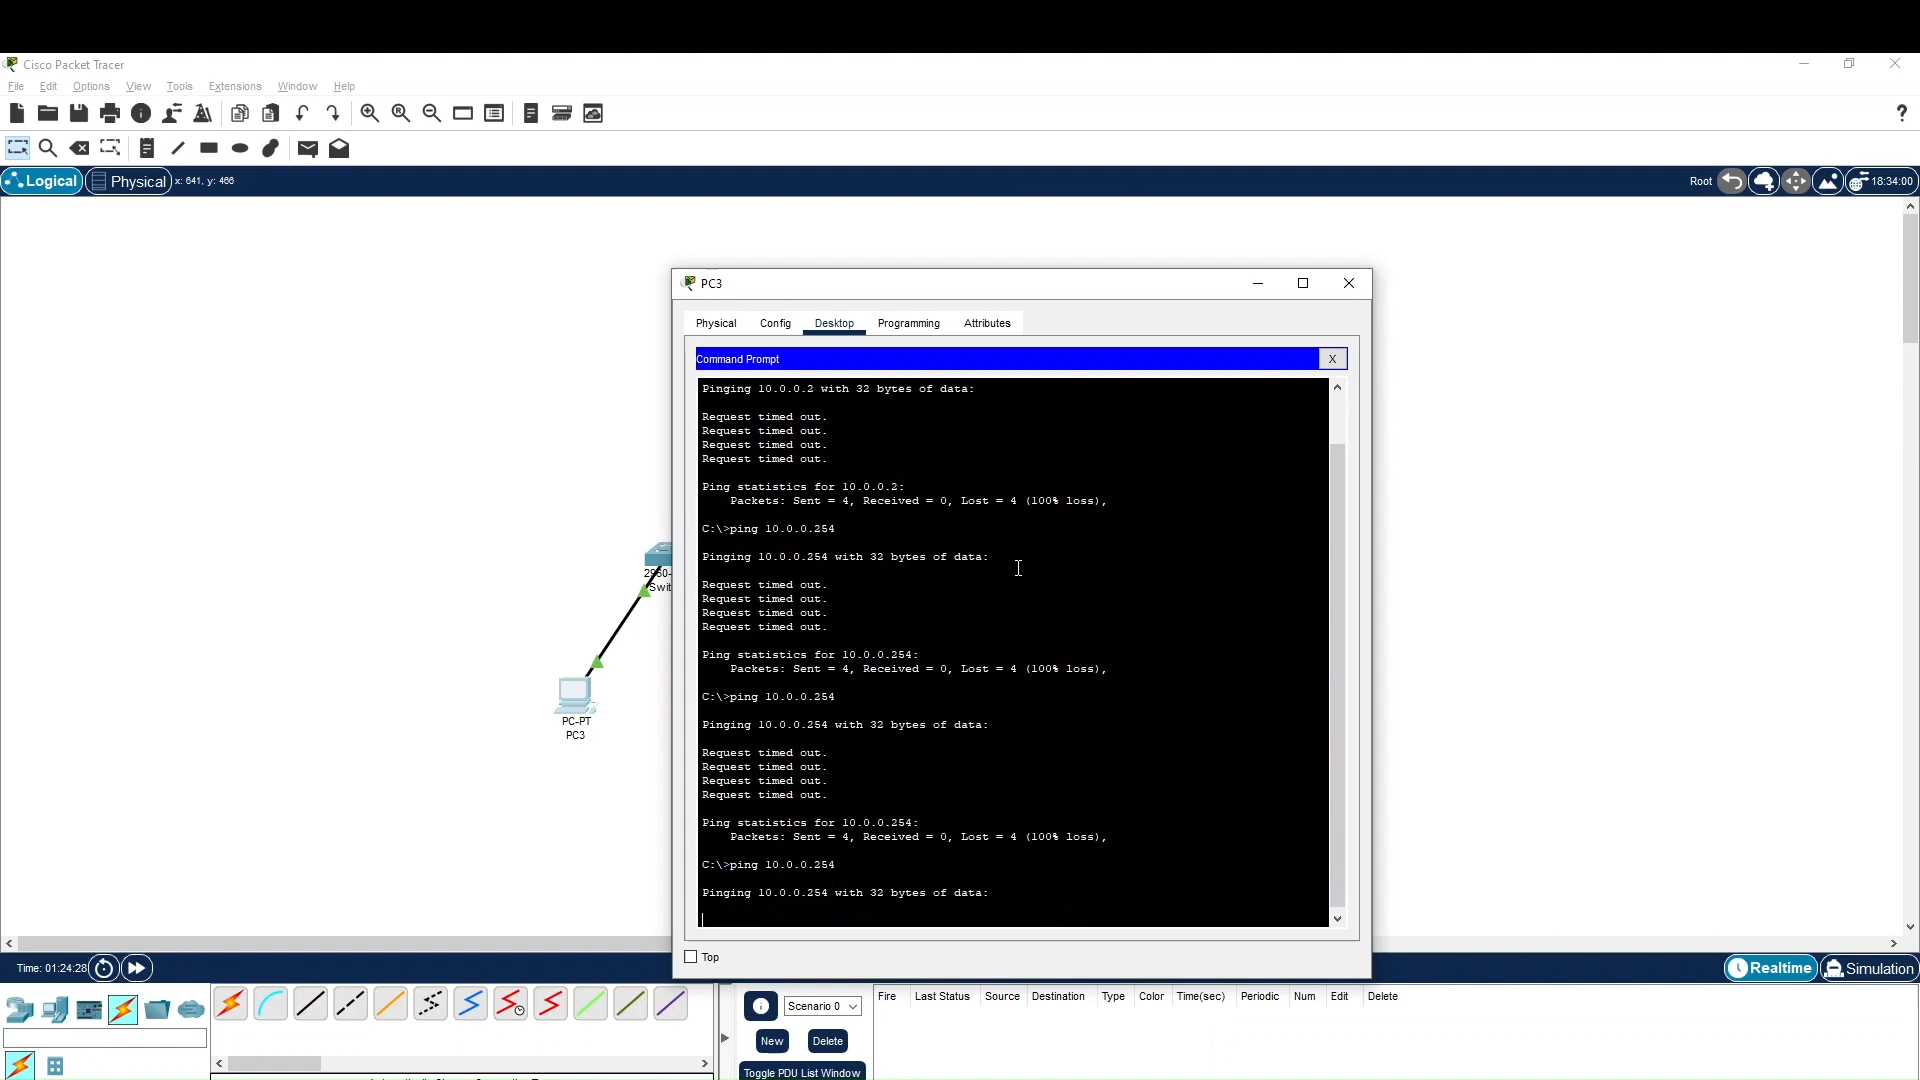 Cisco Packet Tracer
File Edit Options View Tools Extensions Window Help
Logical Physical x: 641, y: 466 Root 18:34:00
PC3
Physical Config Desktop Programming Attributes
Command Prompt X
Pinging 10.0.0.2 with 32 bytes of data:
Request timed out.
Request timed out.
Request timed out.
Request timed out.
Ping statistics for 10.0.0.2:
Packets: Sent = 4, Received = 0, Lost = 4 (100% loss),
C:\>ping 10.0.0.254
Pinging 10.0.0.254 with 32 bytes of data:
Request timed out.
Request timed out.
Request timed out.
Request timed out.
Ping statistics for 10.0.0.254:
Packets: Sent = 4, Received = 0, Lost = 4 (100% loss),
C:\>ping 10.0.0.254
Pinging 10.0.0.254 with 32 bytes of data:
Request timed out.
Request timed out.
Request timed out.
Request timed out.
Ping statistics for 10.0.0.254:
Packets: Sent = 4, Received = 0, Lost = 4 (100% loss),
C:\>ping 10.0.0.254
Pinging 10.0.0.254 with 32 bytes of data:
Top
2960-
Swit
PC-PT
PC3
Time: 01:24:28 Realtime Simulation
Scenario 0
New Delete
Toggle PDU List Window
Fire Last Status Source Destination Type Color Time(sec) Periodic Num Edit Delete